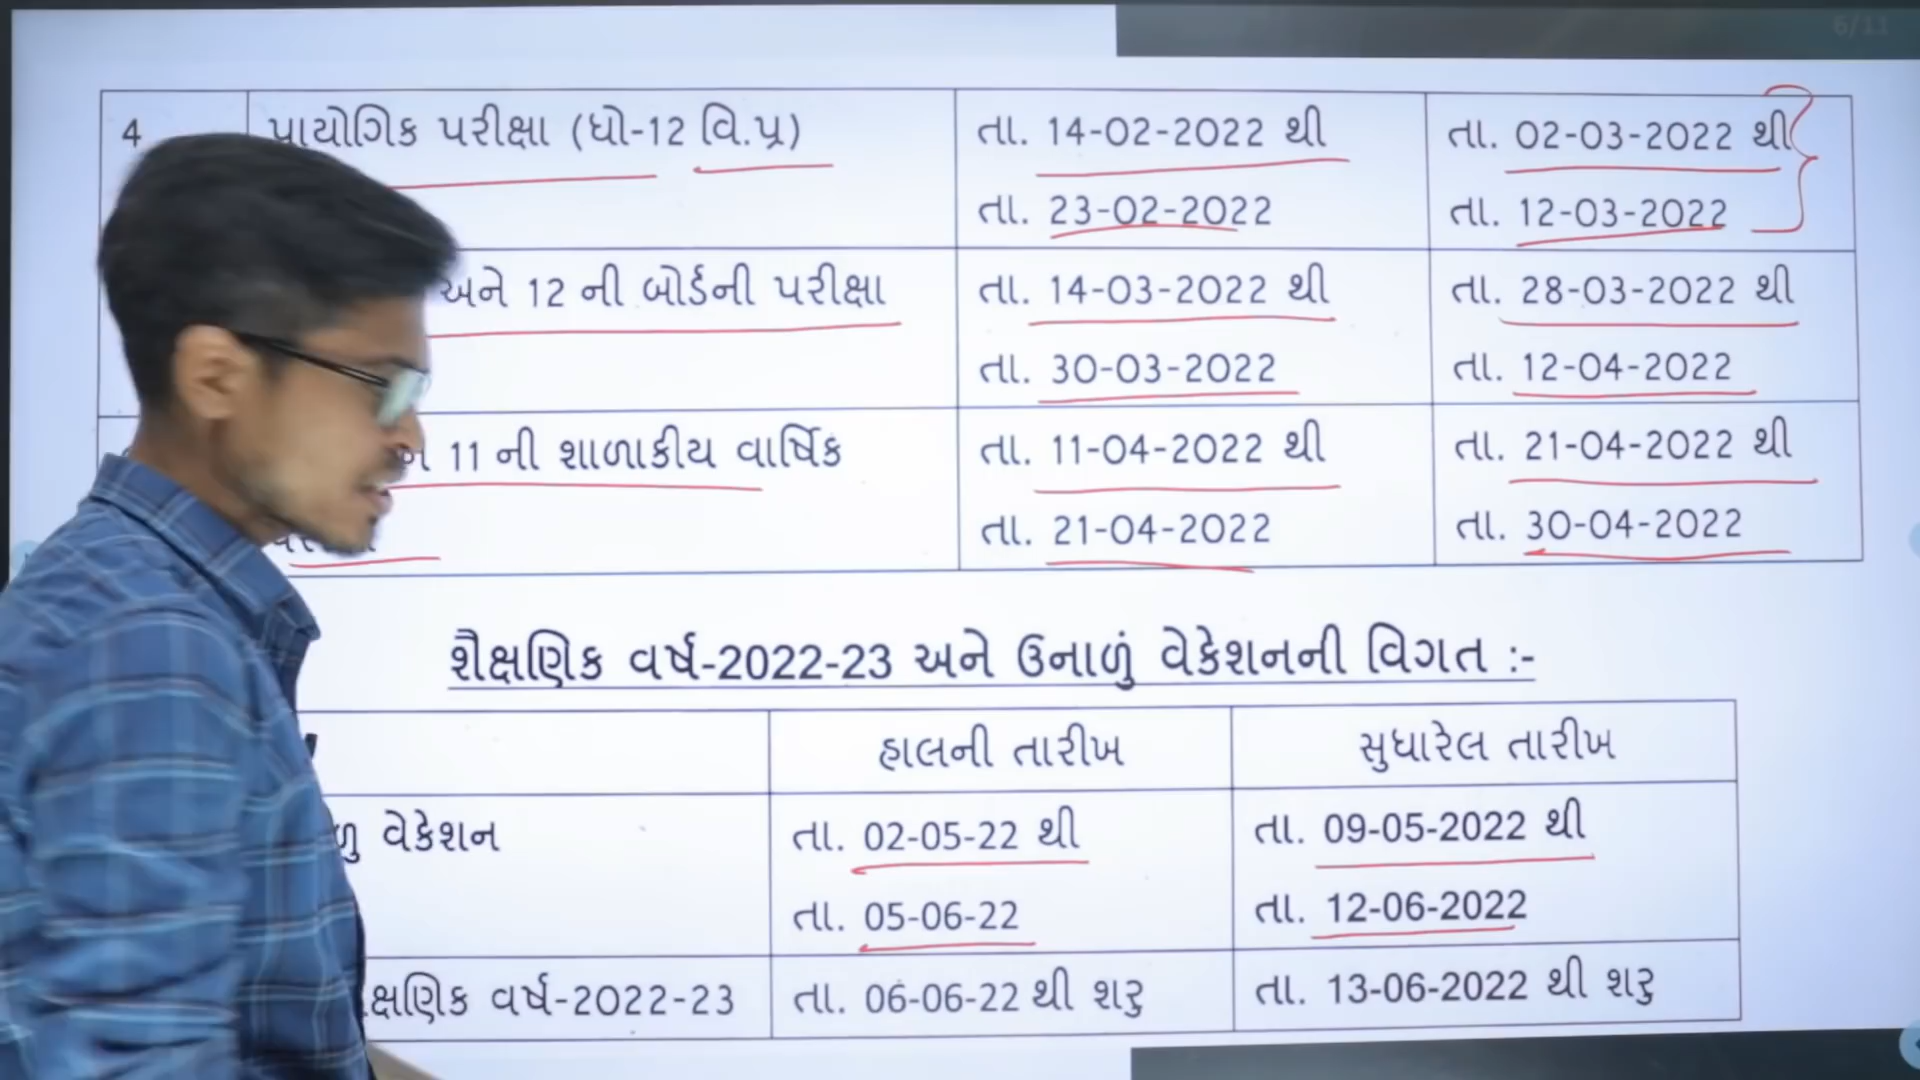 6/11
4 પ્રાયોગિક પરીક્ષા (ધો-12 વિ.પ્ર) તા. 14-02-2022 થી તા. 02-03-2022 થી
તા. 23-02-2022 તા. 12-03-2022
અને 12 ની બોર્ડની પરીક્ષા તા. 14-03-2022 થી તા. 28-03-2022 થી
તા. 30-03-2022 તા. 12-04-2022
11 ની શાળાકીય વાર્ષિક તા. 11-04-2022 થી તા. 21-04-2022 થી
તા. 21-04-2022 તા. 30-04-2022
શૈક્ષણિક વર્ષ-2022-23 અને ઉનાળું વેકેશનની વિગત :-
હાલની તારીખ સુધારેલ તારીખ
વેકેશન તા. 02-05-22 થી તા. 09-05-2022 થી
તા. 05-06-22 તા. 12-06-2022
ક્ષણિક વર્ષ-2022-23 તા. 06-06-22 થી શરુ તા. 13-06-2022 થી શરુ